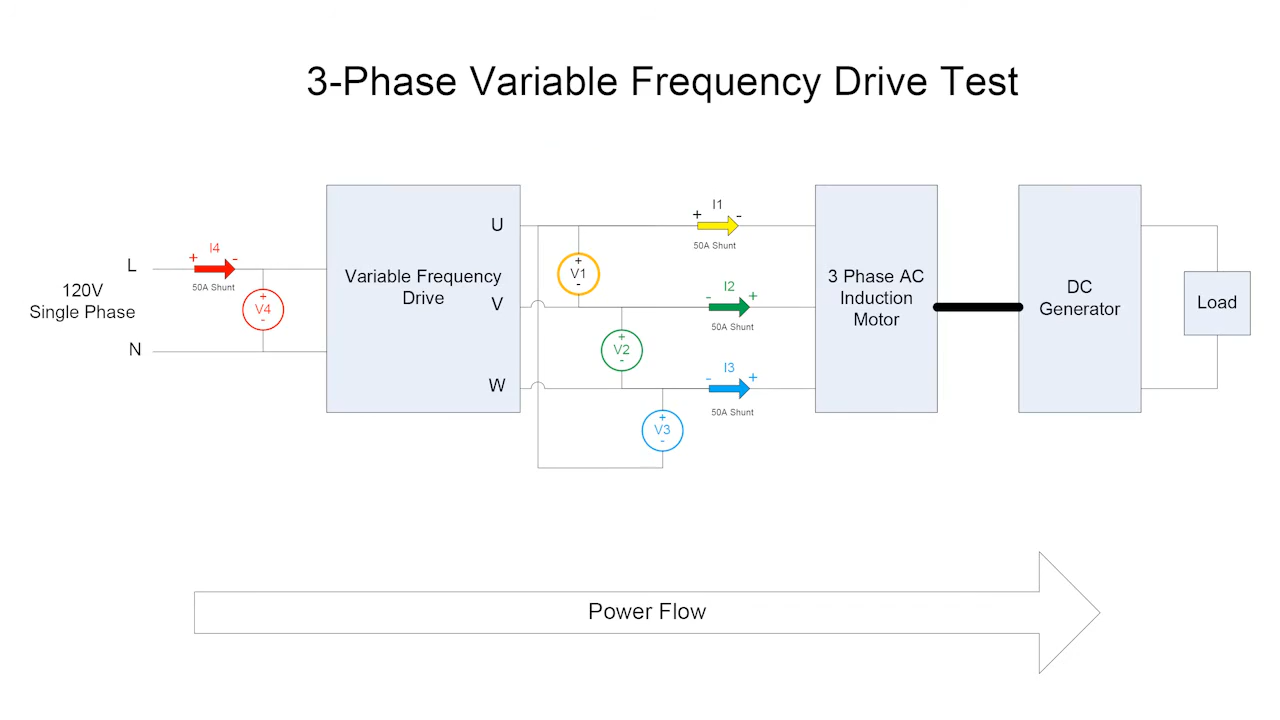 3-Phase Variable Frequency Drive Test
L
120V
Single Phase
N
+ I4 -
50A Shunt
+
V4
-
Variable Frequency
Drive
U
V
W
+
V1
-
+
V2
-
+
V3
-
I1
+ -
50A Shunt
I2
- +
50A Shunt
I3
- +
50A Shunt
3 Phase AC
Induction
Motor
DC
Generator
Load
Power Flow